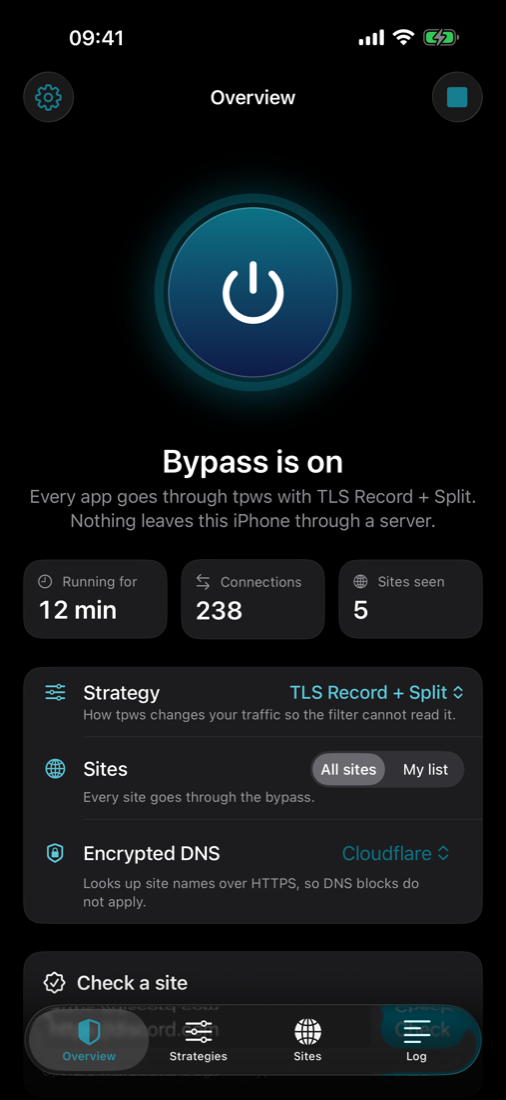 09:41
Overview
Bypass is on
Every app goes through tpws with TLS Record + Split.
Nothing leaves this iPhone through a server.
Running for
12 min
Connections
238
Sites seen
5
Strategy
TLS Record + Split
How tpws changes your traffic so the filter cannot read it.
Sites
All sites
My list
Every site goes through the bypass.
Encrypted DNS
Cloudflare
Looks up site names over HTTPS, so DNS blocks do
not apply.
Check a site
Check
Overview
Strategies
Sites
Log